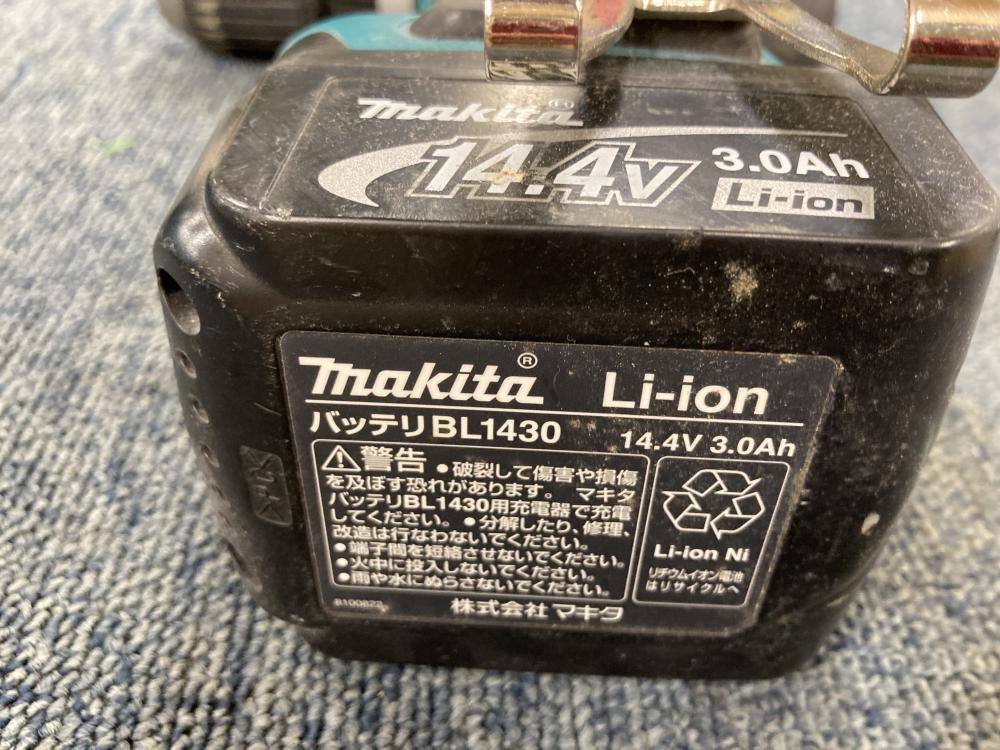 makita®
14.4V 3.0Ah
Li-ion
makita® Li-ion
バッテリBL1430 14.4V 3.0Ah
⚠警告 ●破裂して傷害や損傷
を及ぼす恐れがあります。 マキタ
バッテリBL1430用充電器で充電
してください。 ●分解したり、修理、
改造は行なわないでください。
●端子間を短絡させないでください。
●火中に投入しないでください。
●雨や水にぬらさないでください。
Li-ion Ni
リチウムイオン電池
はリサイクルへ
株式会社 マキタ